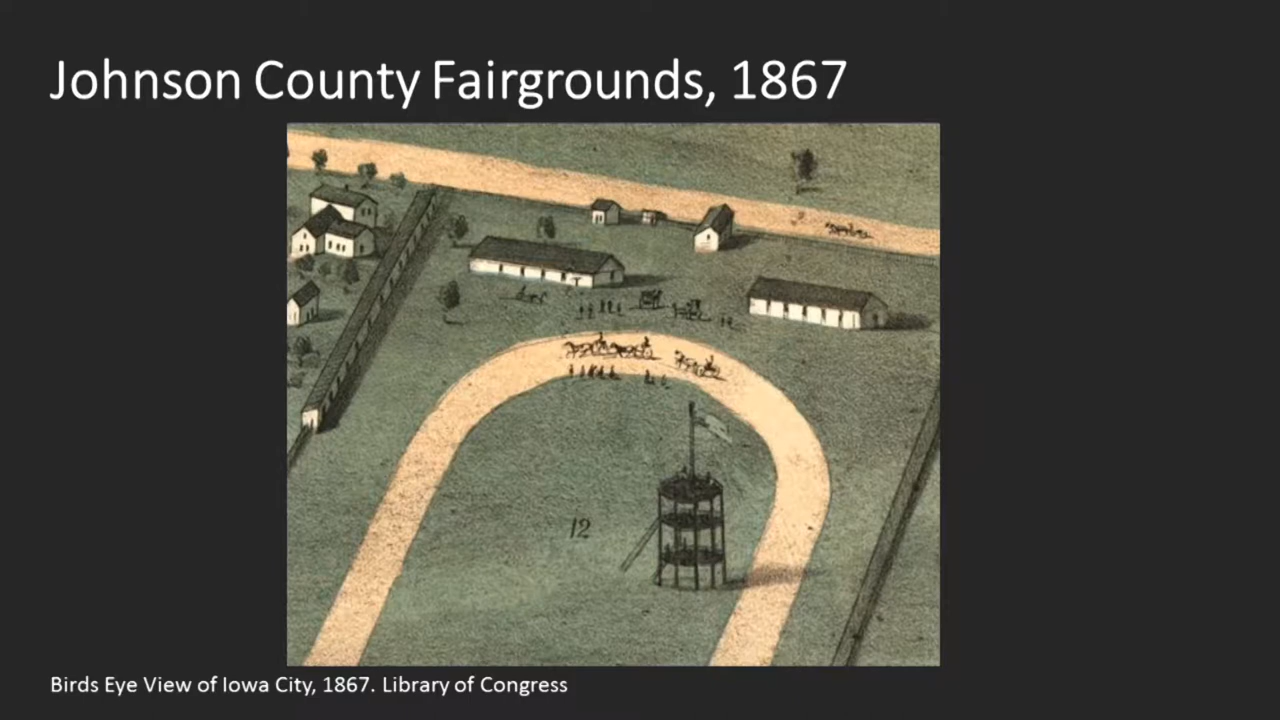 Johnson County Fairgrounds, 1867
12
Birds Eye View of Iowa City, 1867. Library of Congress